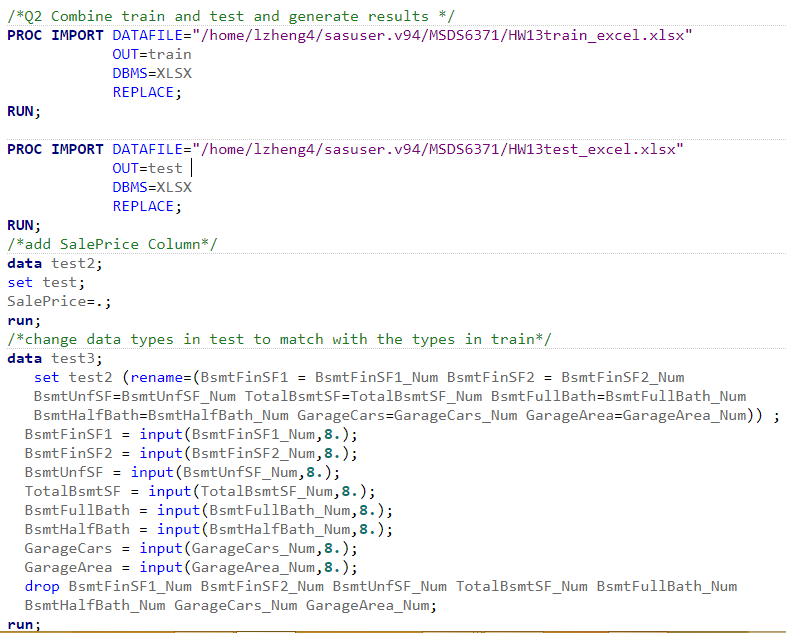 /*Q2 Combine train and test and generate results */
PROC IMPORT DATAFILE="/home/lzheng4/sasuser.v94/MSDS6371/HW13train_excel.xlsx"
            OUT=train
            DBMS=XLSX
            REPLACE;
RUN;
PROC IMPORT DATAFILE="/home/lzheng4/sasuser.v94/MSDS6371/HW13test_excel.xlsx"
            OUT=test
            DBMS=XLSX
            REPLACE;
RUN;
/*add SalePrice Column*/
data test2;
set test;
SalePrice=.;
run;
/*change data types in test to match with the types in train*/
data test3;
   set test2 (rename=(BsmtFinSF1 = BsmtFinSF1_Num BsmtFinSF2 = BsmtFinSF2_Num
   BsmtUnfSF=BsmtUnfSF_Num TotalBsmtSF=TotalBsmtSF_Num BsmtFullBath=BsmtFullBath_Num
   BsmtHalfBath=BsmtHalfBath_Num GarageCars=GarageCars_Num GarageArea=GarageArea_Num)) ;
  BsmtFinSF1 = input(BsmtFinSF1_Num,8.);
  BsmtFinSF2 = input(BsmtFinSF2_Num,8.);
  BsmtUnfSF = input(BsmtUnfSF_Num,8.);
  TotalBsmtSF = input(TotalBsmtSF_Num,8.);
  BsmtFullBath = input(BsmtFullBath_Num,8.);
  BsmtHalfBath = input(BsmtHalfBath_Num,8.);
  GarageCars = input(GarageCars_Num,8.);
  GarageArea = input(GarageArea_Num,8.);
  drop BsmtFinSF1_Num BsmtFinSF2_Num BsmtUnfSF_Num TotalBsmtSF_Num BsmtFullBath_Num
  BsmtHalfBath_Num GarageCars_Num GarageArea_Num;
run;